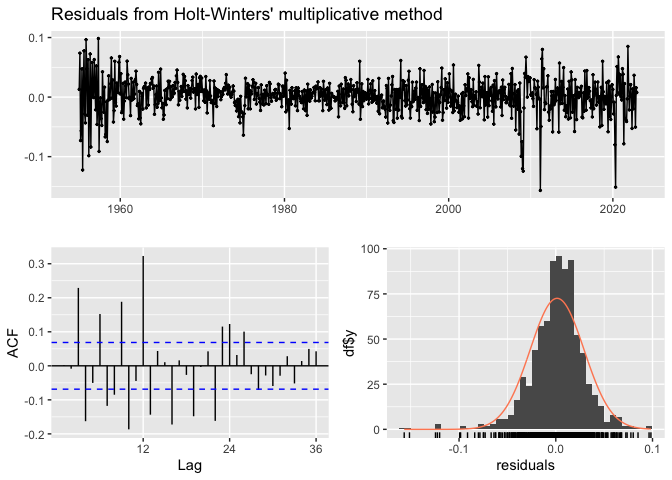 Residuals from Holt-Winters' multiplicative method
0.1
0.0
-0.1
1960 1980 2000 2020
ACF
0.3
0.2
0.1
0.0
-0.1
-0.2
12 24 36
Lag
df$y
100
75
50
25
0
-0.1 0.0 0.1
residuals